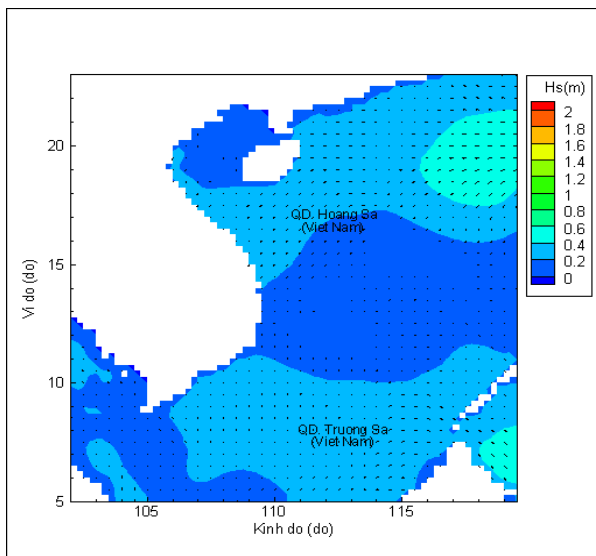 Hs(m)
2
1.8
1.6
1.4
1.2
1
0.8
0.6
0.4
0.2
0
20
15
10
5
Vi do (do)
QD. Hoang Sa
(Viet Nam)
QD. Truong Sa
(Viet Nam)
105
110
115
Kinh do (do)